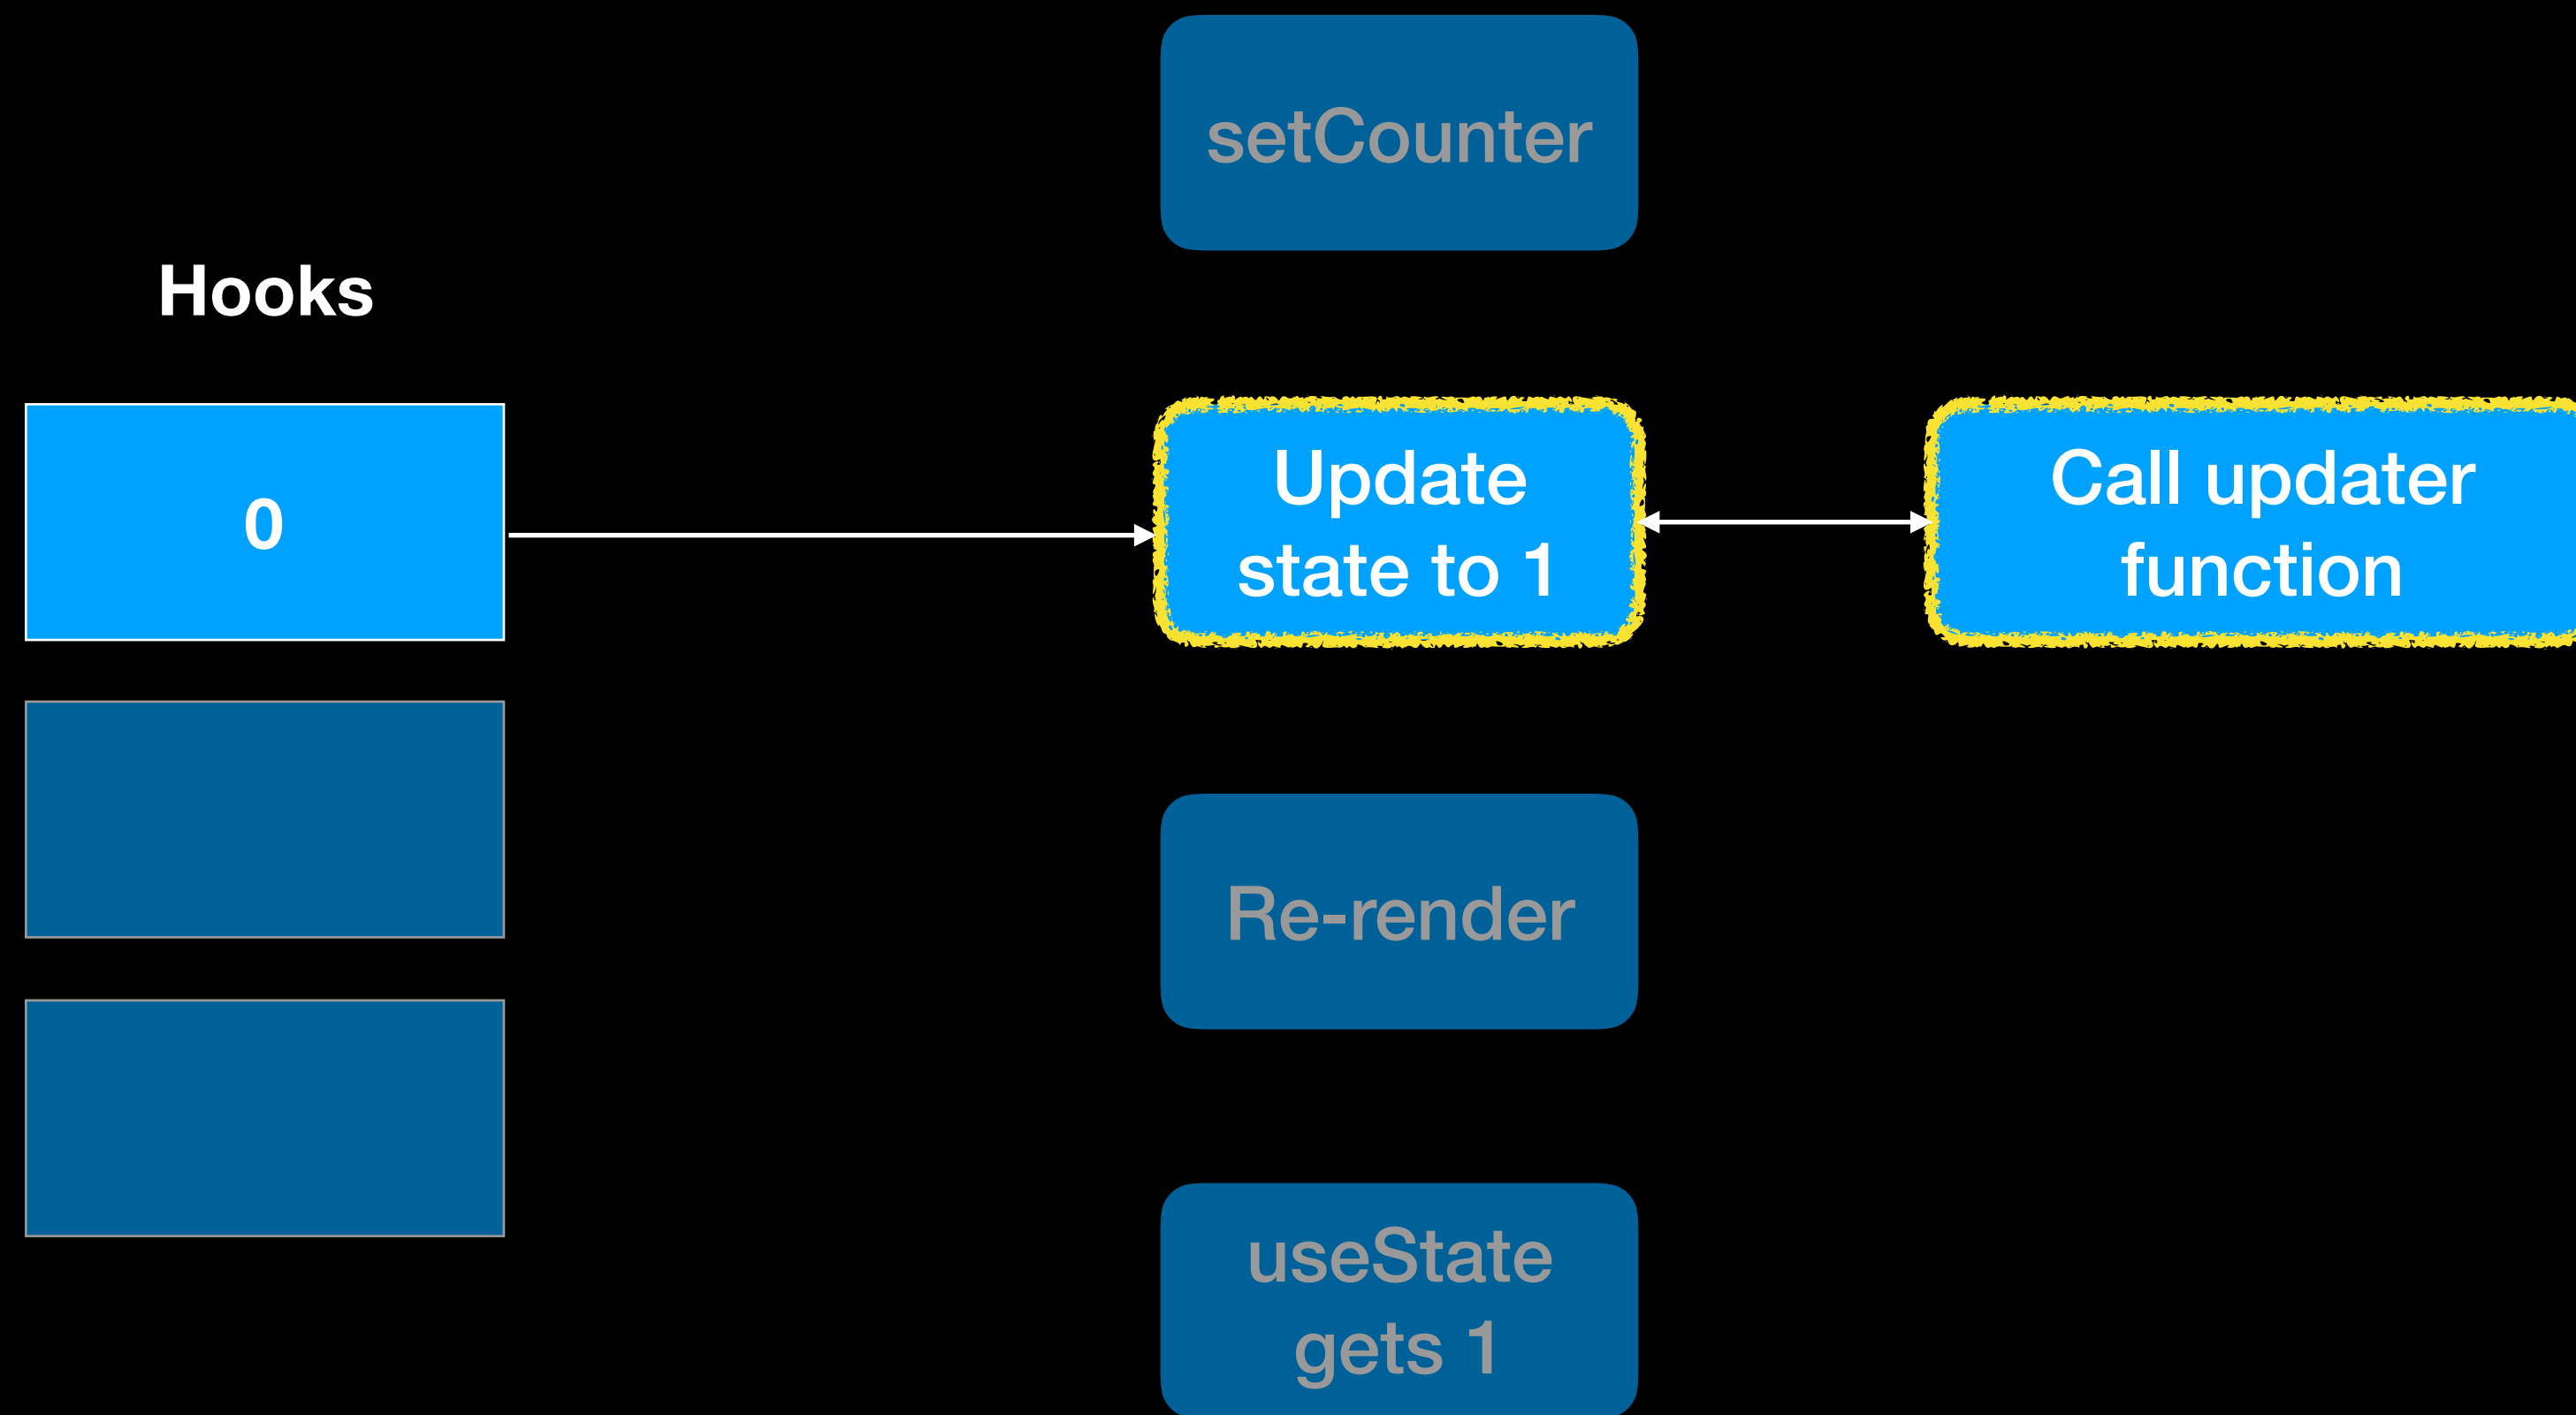 setCounter
Hooks
0
Update
state to 1
Call updater
function
Re-render
useState
gets 1